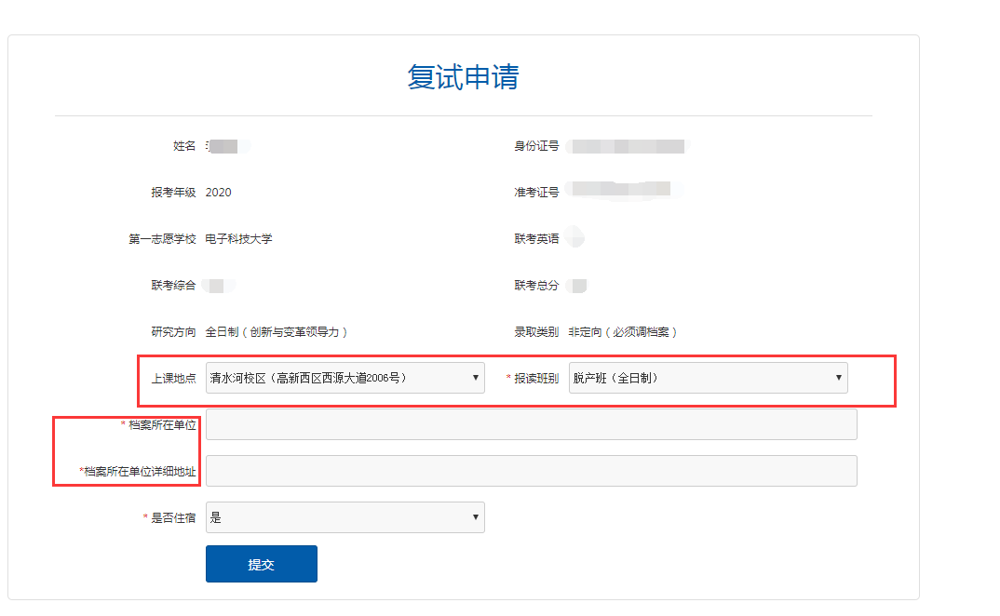 复试申请
姓名
身份证号
报考年级 2020
准考证号
第一志愿学校 电子科技大学
联考英语
联考综合
联考总分
研究方向 全日制（创新与变革领导力）
录取类别 非定向（必须调档案）
上课地点 清水河校区（高新西区西源大道2006号）
* 报读班别 脱产班（全日制）
* 档案所在单位
*档案所在单位详细地址
* 是否住宿 是
提交